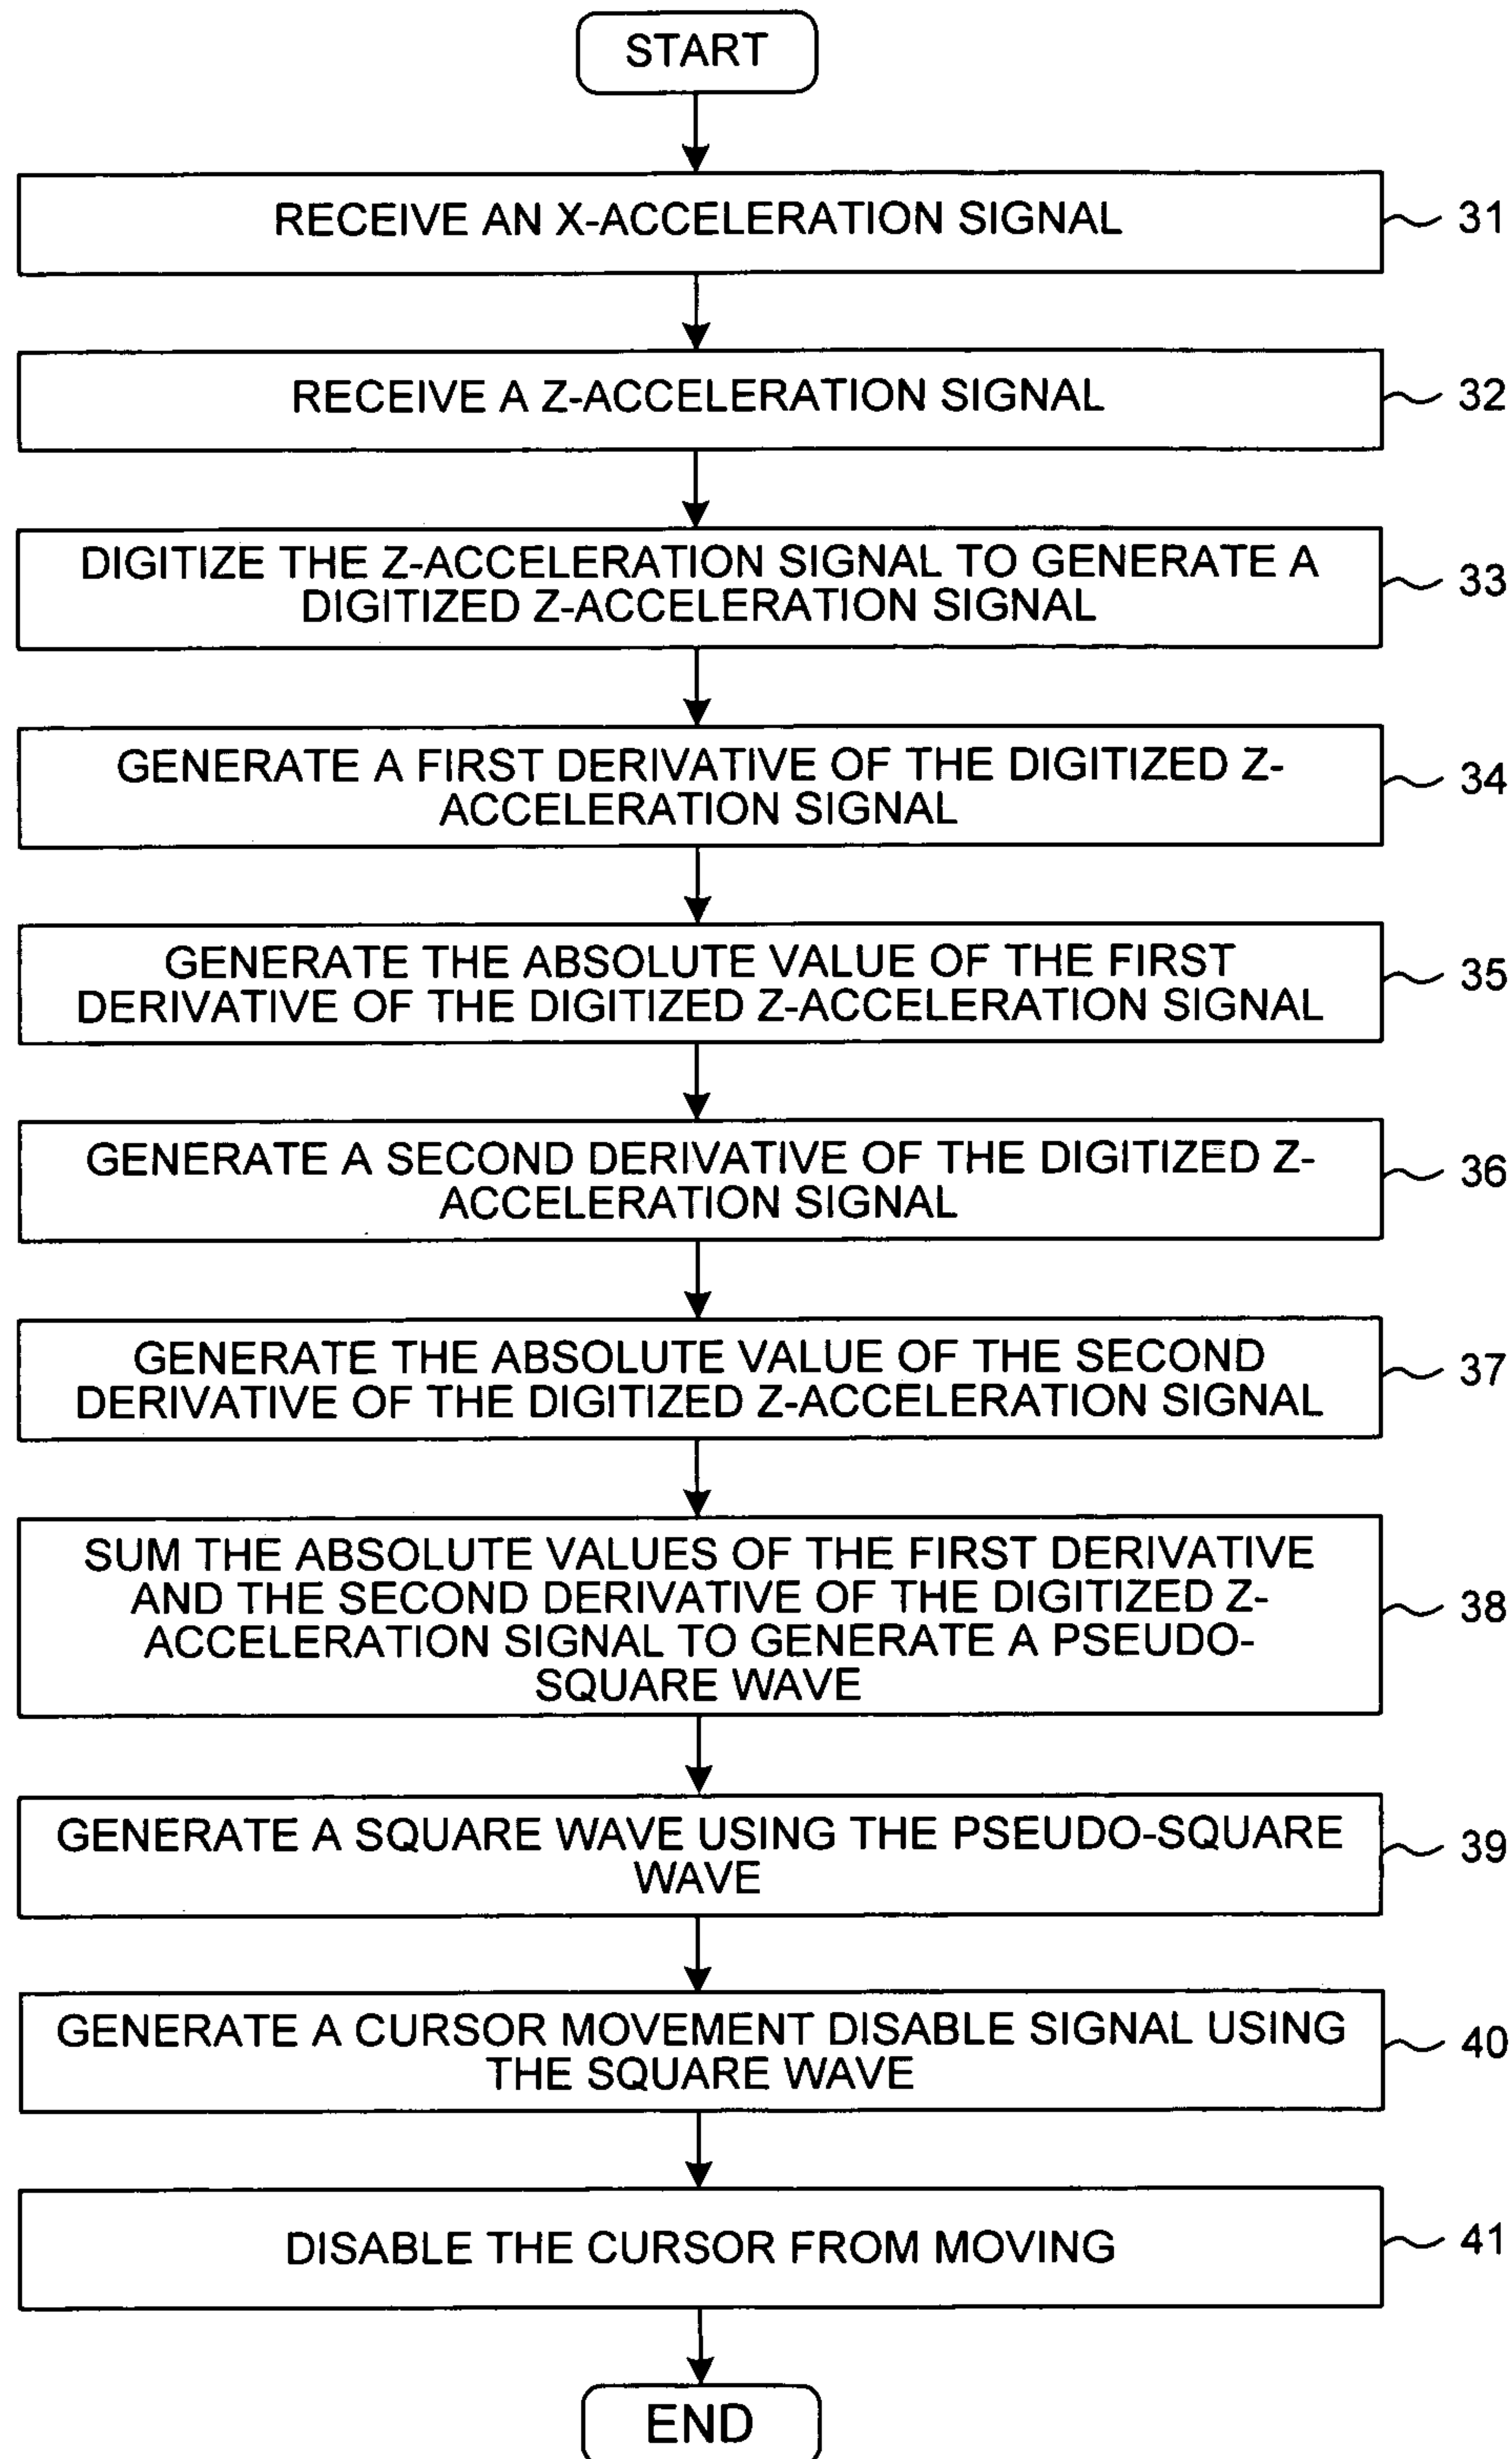 START
RECEIVE AN X-ACCELERATION SIGNAL
31
RECEIVE A Z-ACCELERATION SIGNAL
32
DIGITIZE THE Z-ACCELERATION SIGNAL TO GENERATE A
DIGITIZED Z-ACCELERATION SIGNAL
33
GENERATE A FIRST DERIVATIVE OF THE DIGITIZED Z-
ACCELERATION SIGNAL
34
GENERATE THE ABSOLUTE VALUE OF THE FIRST
DERIVATIVE OF THE DIGITIZED Z-ACCELERATION SIGNAL
35
GENERATE A SECOND DERIVATIVE OF THE DIGITIZED Z-
ACCELERATION SIGNAL
36
GENERATE THE ABSOLUTE VALUE OF THE SECOND
DERIVATIVE OF THE DIGITIZED Z-ACCELERATION SIGNAL
37
SUM THE ABSOLUTE VALUES OF THE FIRST DERIVATIVE
AND THE SECOND DERIVATIVE OF THE DIGITIZED Z-
ACCELERATION SIGNAL TO GENERATE A PSEUDO-
SQUARE WAVE
38
GENERATE A SQUARE WAVE USING THE PSEUDO-SQUARE
WAVE
39
GENERATE A CURSOR MOVEMENT DISABLE SIGNAL USING
THE SQUARE WAVE
40
DISABLE THE CURSOR FROM MOVING
41
END